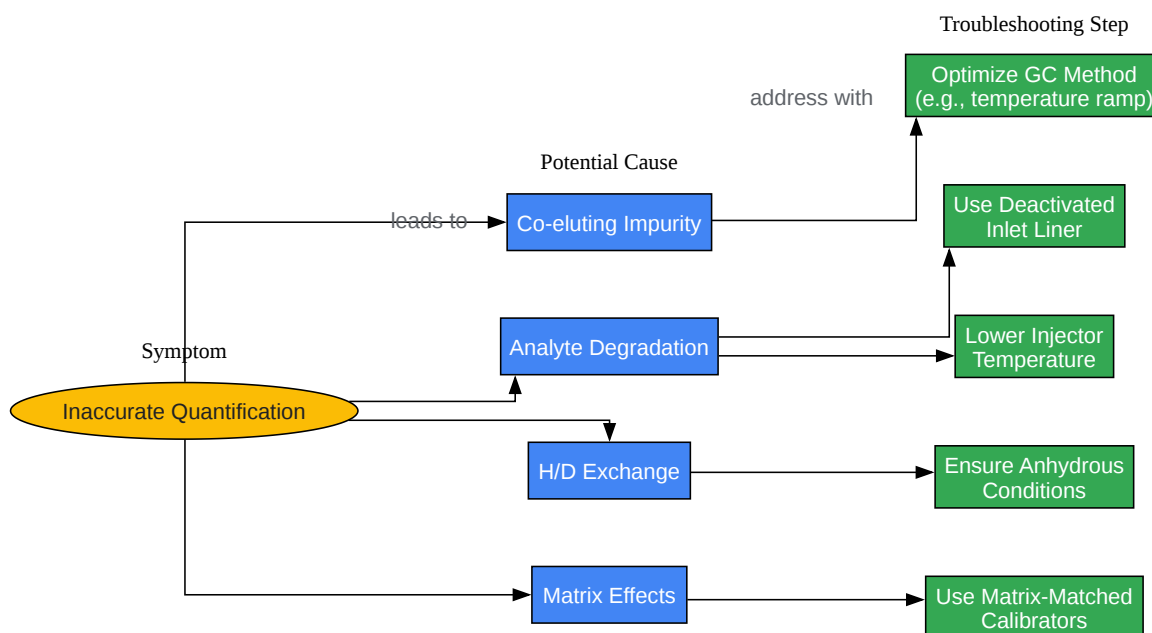 Troubleshooting Step
Optimize GC Method
(e.g., temperature ramp)
address with
Potential Cause
leads to
Co-eluting Impurity
Use Deactivated
Inlet Liner
Symptom
Analyte Degradation
Lower Injector
Temperature
Inaccurate Quantification
H/D Exchange
Ensure Anhydrous
Conditions
Matrix Effects
Use Matrix-Matched
Calibrators